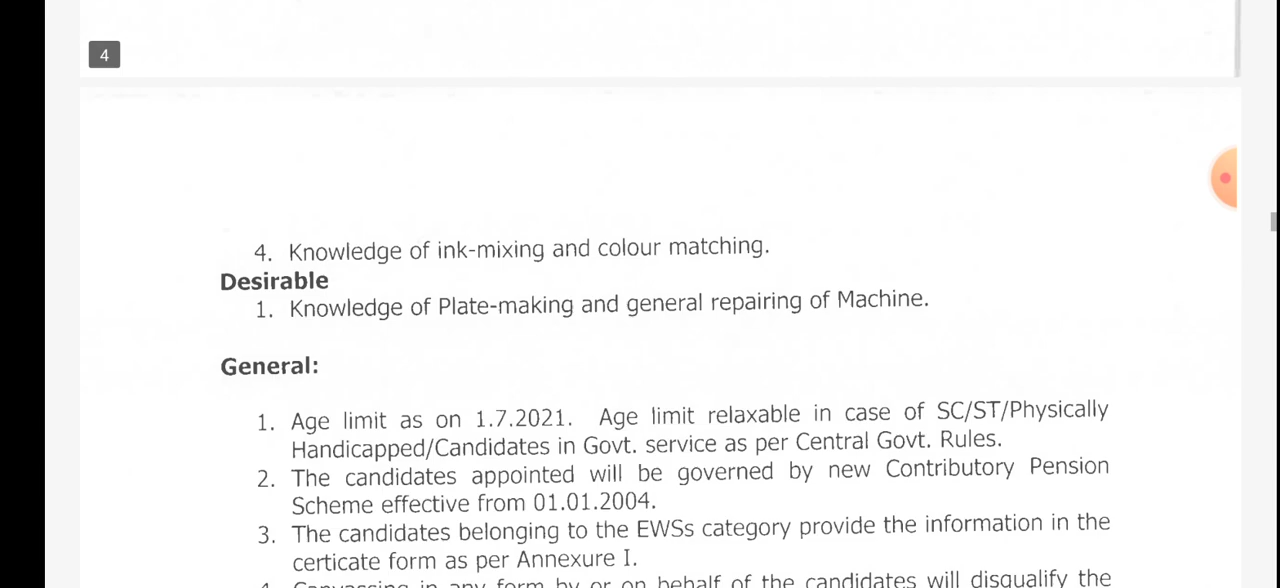 4
4. Knowledge of ink-mixing and colour matching.
Desirable
1. Knowledge of Plate-making and general repairing of Machine.
General:
1. Age limit as on 1.7.2021. Age limit relaxable in case of SC/ST/Physically
Handicapped/Candidates in Govt. service as per Central Govt. Rules.
2. The candidates appointed will be governed by new Contributory Pension
Scheme effective from 01.01.2004.
3. The candidates belonging to the EWSs category provide the information in the
certicate form as per Annexure I.
4. Canvassing in any form by or on behalf of the candidates will disqualify the